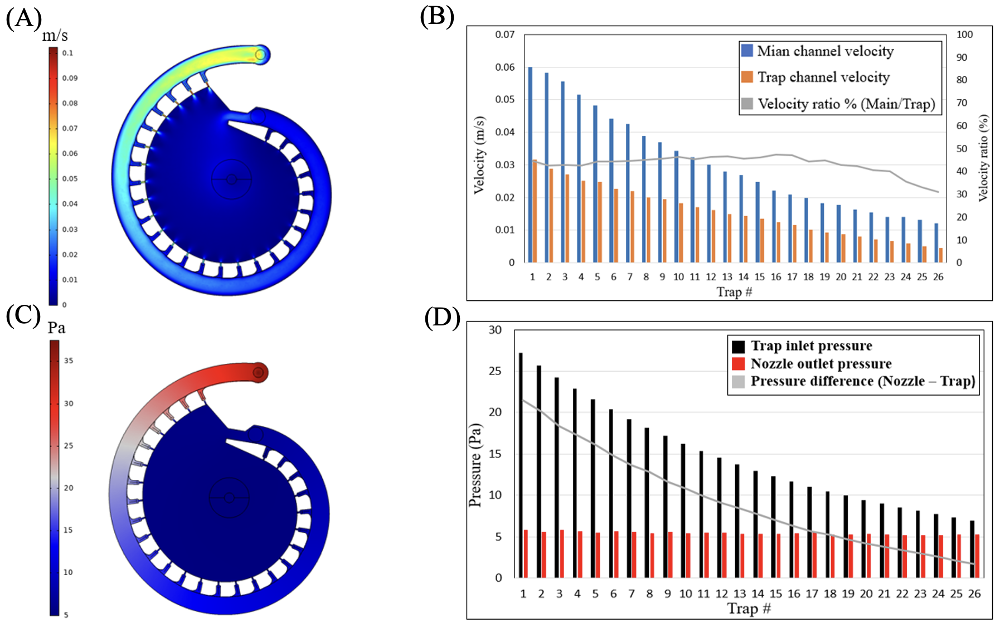 (A)
m/s
0.1
0.09
0.08
0.07
0.06
0.05
0.04
0.03
0.02
0.01
0
(B)
0.07
0.06
0.05
0.04
0.03
0.02
0.01
0
Velocity (m/s)
100
90
80
70
60
50
40
30
20
10
0
Velocity ratio (%)
Mian channel velocity
Trap channel velocity
Velocity ratio % (Main/Trap)
1 2 3 4 5 6 7 8 9 10 11 12 13 14 15 16 17 18 19 20 21 22 23 24 25 26
Trap #
(C)
Pa
35
30
25
20
15
10
5
(D)
30
25
20
15
10
5
0
Pressure (Pa)
Trap inlet pressure
Nozzle outlet pressure
Pressure difference (Nozzle – Trap)
1 2 3 4 5 6 7 8 9 10 11 12 13 14 15 16 17 18 19 20 21 22 23 24 25 26
Trap #